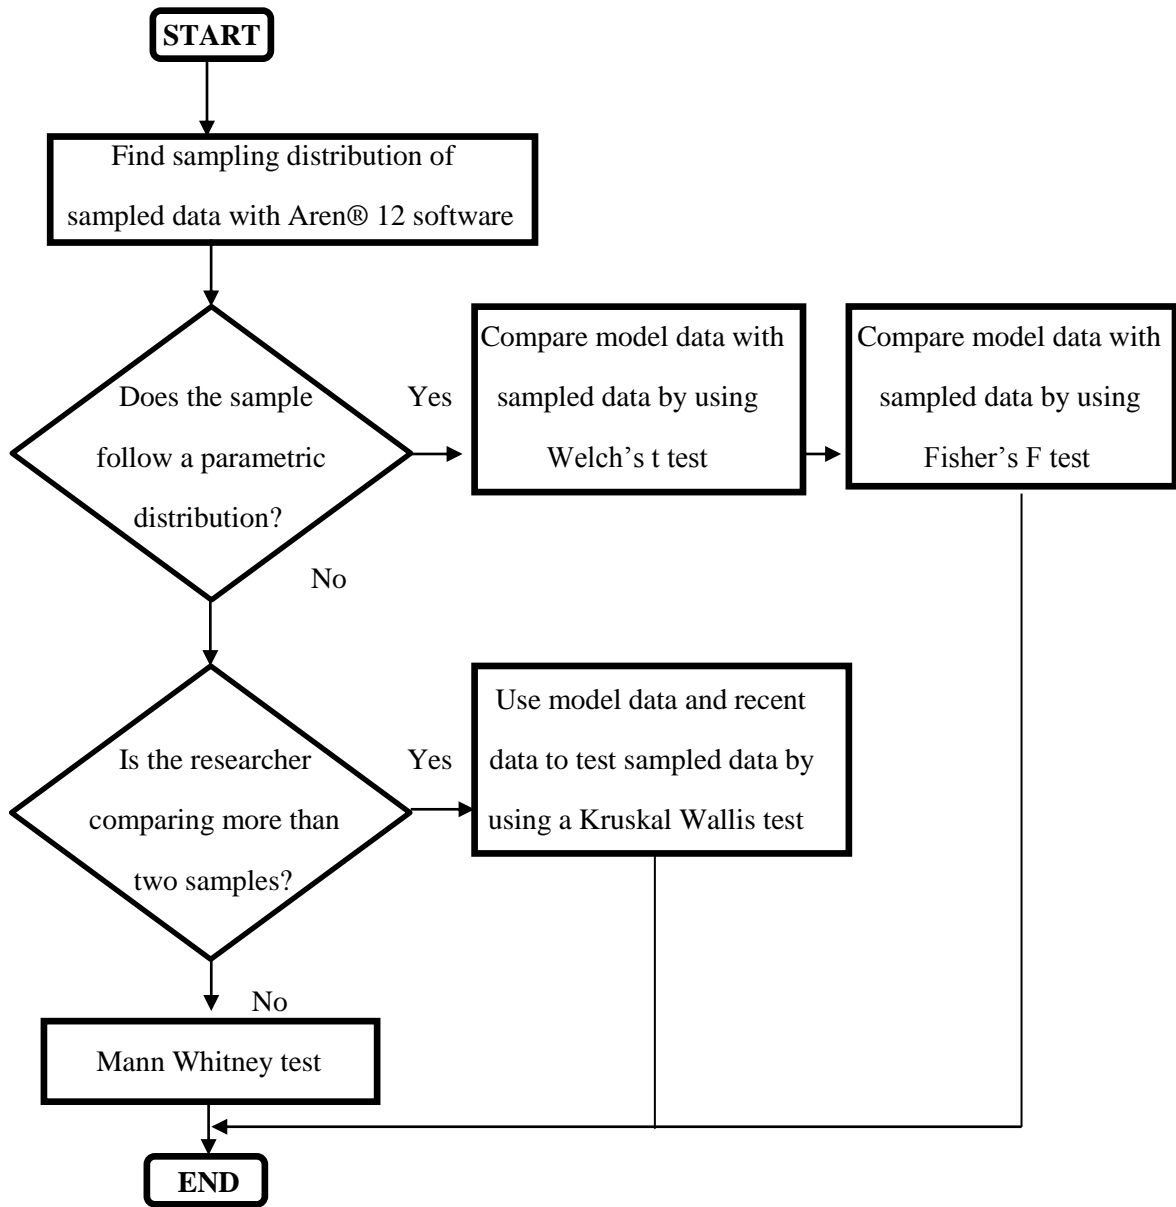 START
Find sampling distribution of
sampled data with Aren® 12 software
Does the sample
follow a parametric
distribution?
Yes
Compare model data with
sampled data by using
Welch’s t test
Compare model data with
sampled data by using
Fisher’s F test
No
Is the researcher
comparing more than
two samples?
Yes
Use model data and recent
data to test sampled data by
using a Kruskal Wallis test
No
Mann Whitney test
END